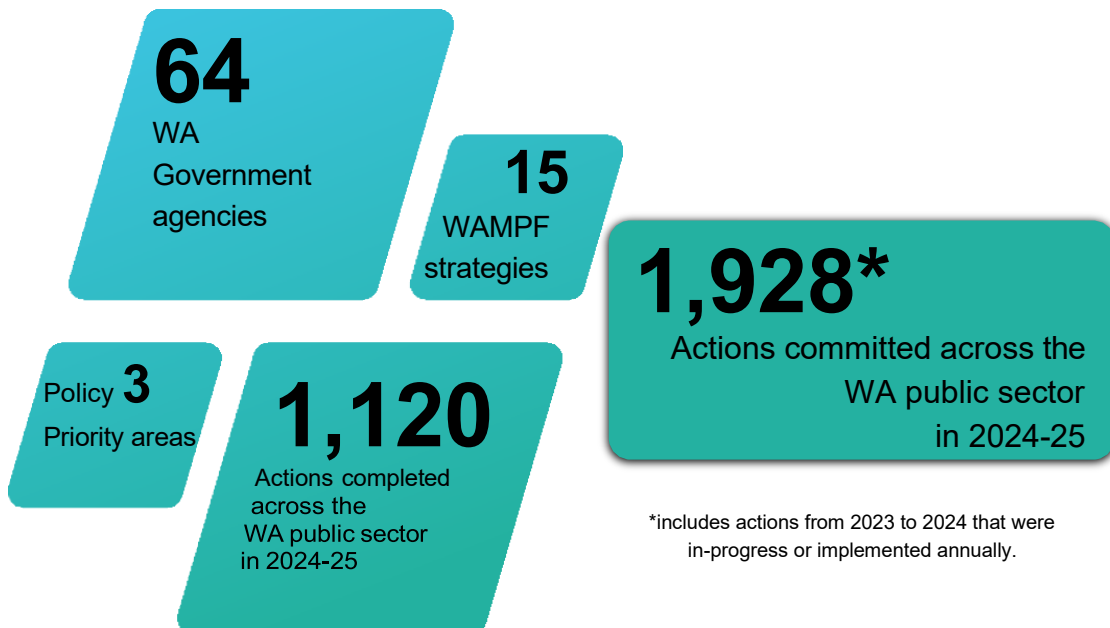 64
WA
Government
agencies
15
WAMPF
strategies
1,928*
Actions committed across the
WA public sector
in 2024-25
Policy 3
Priority areas
1,120
Actions completed
across the
WA public sector
in 2024-25
*includes actions from 2023 to 2024 that were
in-progress or implemented annually.